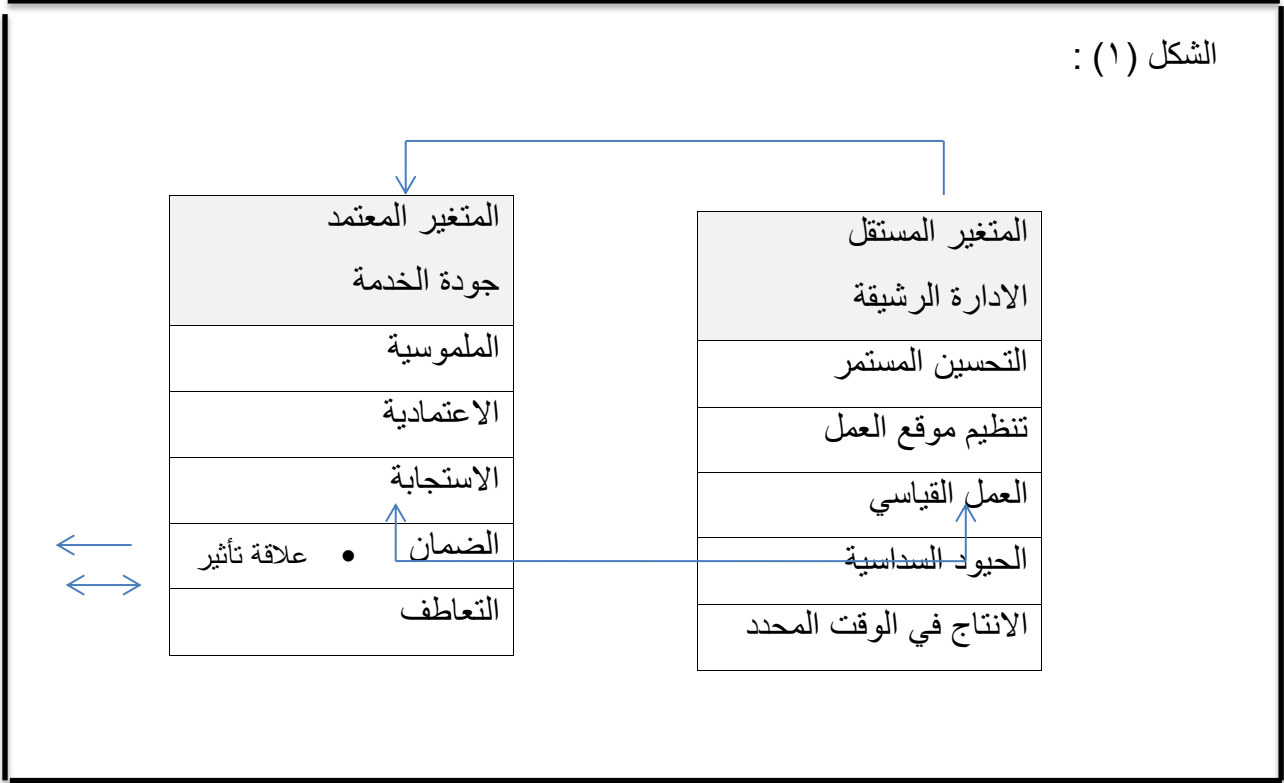 الشكل (١) :
المتغير المستقل
الادارة الرشيقة
التحسين المستمر
تنظيم موقع العمل
العمل القياسي
الحيود السداسية
الانتاج في الوقت المحدد
المتغير المعتمد
جودة الخدمة
الملموسية
الاعتمادية
الاستجابة
الضمان
• علاقة تأثير
التعاطف